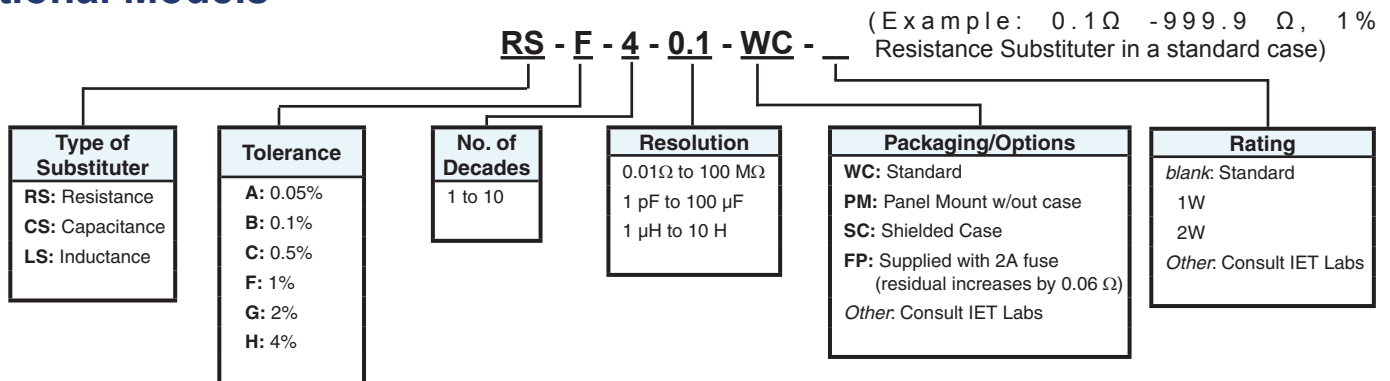 tional Models
(Example: 0.1Ω -999.9 Ω, 1%
Resistance Substituter in a standard case)
RS - F - 4 - 0.1 - WC - __
Type of
Substituter
RS: Resistance
CS: Capacitance
LS: Inductance
Tolerance
A: 0.05%
B: 0.1%
C: 0.5%
F: 1%
G: 2%
H: 4%
No. of
Decades
1 to 10
Resolution
0.01Ω to 100 MΩ
1 pF to 100 µF
1 µH to 10 H
Packaging/Options
WC: Standard
PM: Panel Mount w/out case
SC: Shielded Case
FP: Supplied with 2A fuse
(residual increases by 0.06 Ω)
Other: Consult IET Labs
Rating
blank: Standard
1W
2W
Other: Consult IET Labs